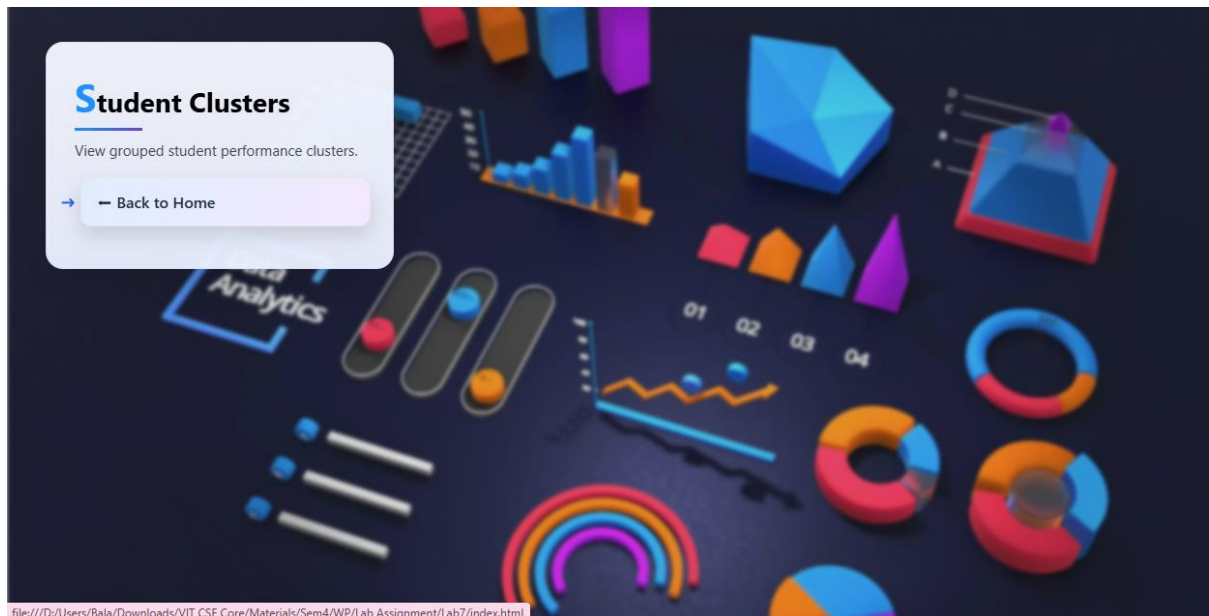 Student Clusters
View grouped student performance clusters.
→ ← Back to Home
Data
Analytics
D
C
B
A
01 02 03 04
file:///D:/Users/Bala/Downloads/VIT CSE Core/Materials/Sem4/WP/Lab Assignment/Lab7/index.html